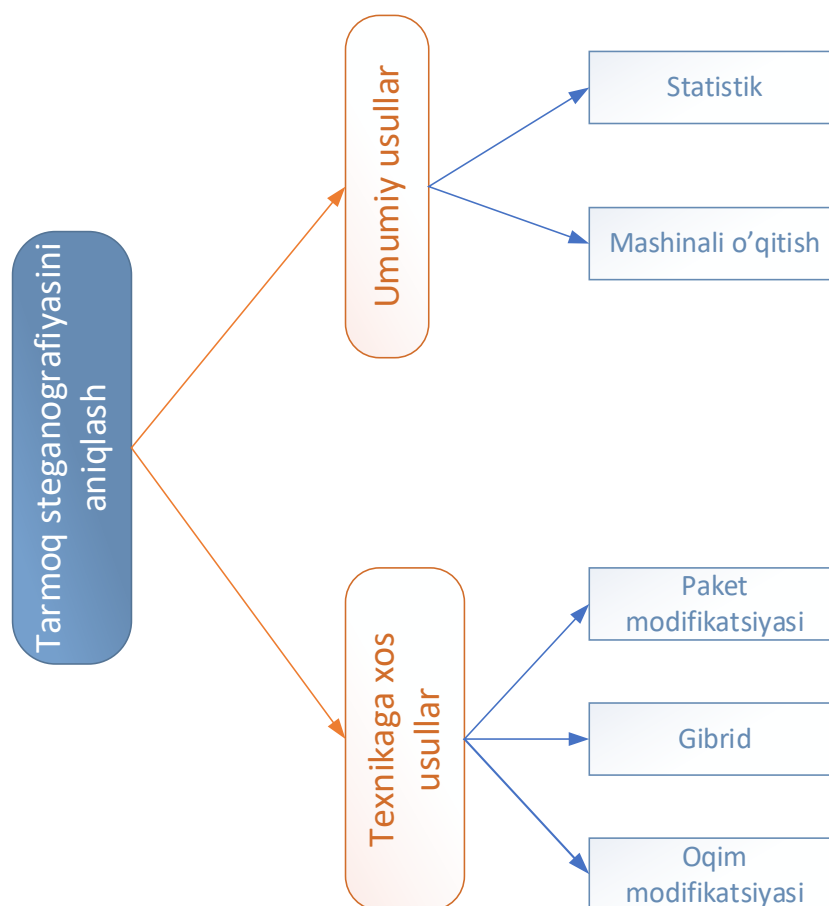 Tarmoq steganografiyasini
aniqlash
Umumiy usullar
Statistik
Mashinali o’qitish
Texnikaga xos
usullar
Paket
modifikatsiyasi
Gibrid
Oqim
modifikatsiyasi